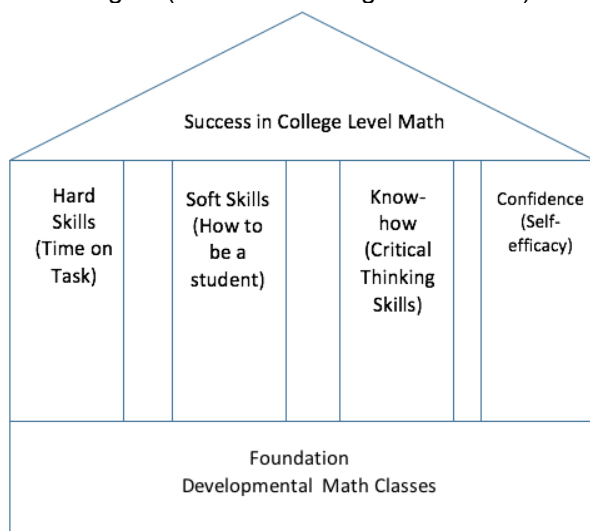 Success in College Level Math
Hard
Skills
(Time on
Task)
Soft Skills
(How to
be a
student)
Know-
how
(Critical
Thinking
Skills)
Confidence
(Self-
efficacy)
Foundation
Developmental Math Classes